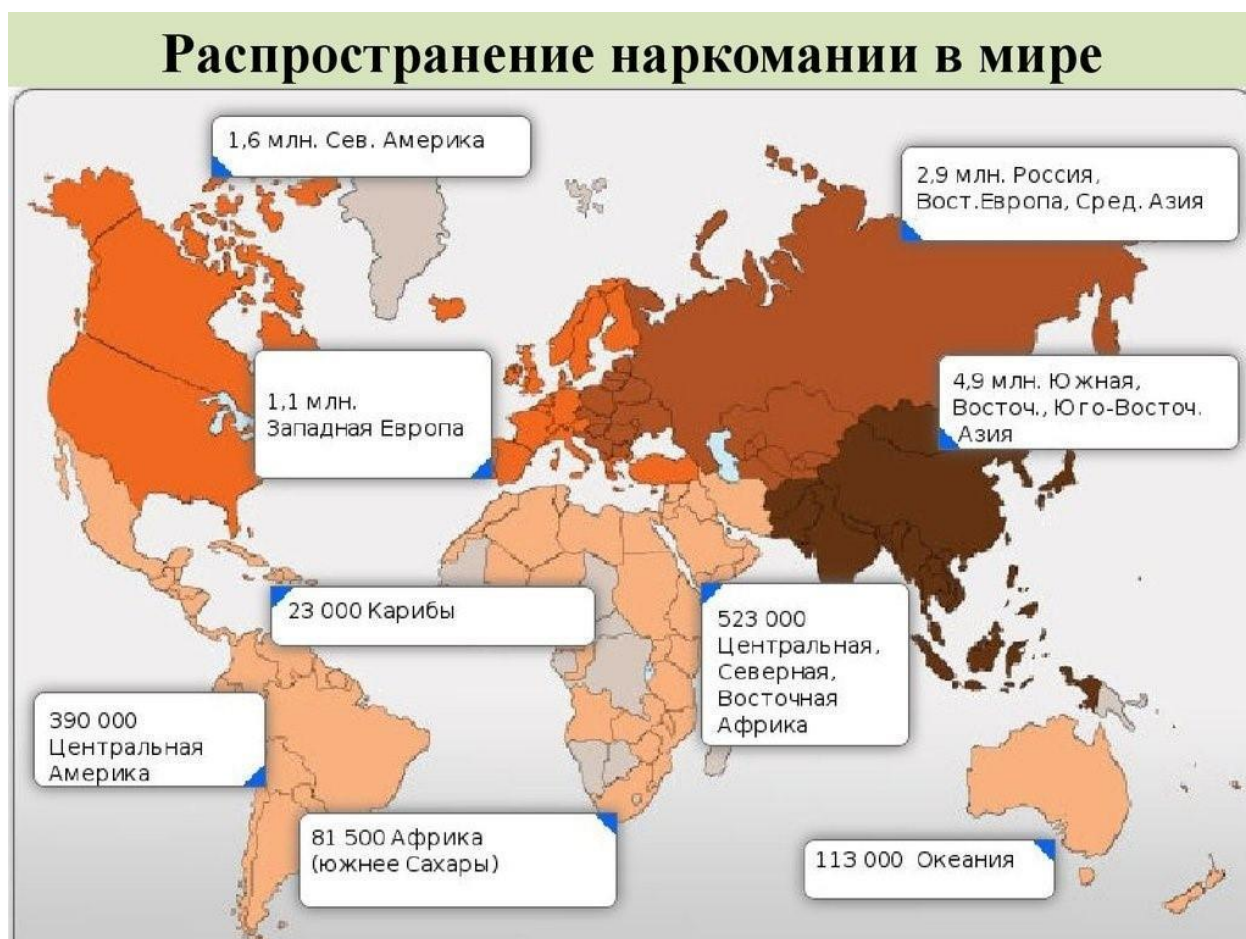 Распространение наркомании в мире
1,6 млн. Сев. Америка
2,9 млн. Россия,
Вост.Европа, Сред. Азия
1,1 млн.
Западная Европа
4,9 млн. Южная,
Восточ., Юго-Восточ.
Азия
23 000 Карибы
523 000
Центральная,
Северная,
Восточная
Африка
390 000
Центральная
Америка
81 500 Африка
(южнее Сахары)
113 000 Океания